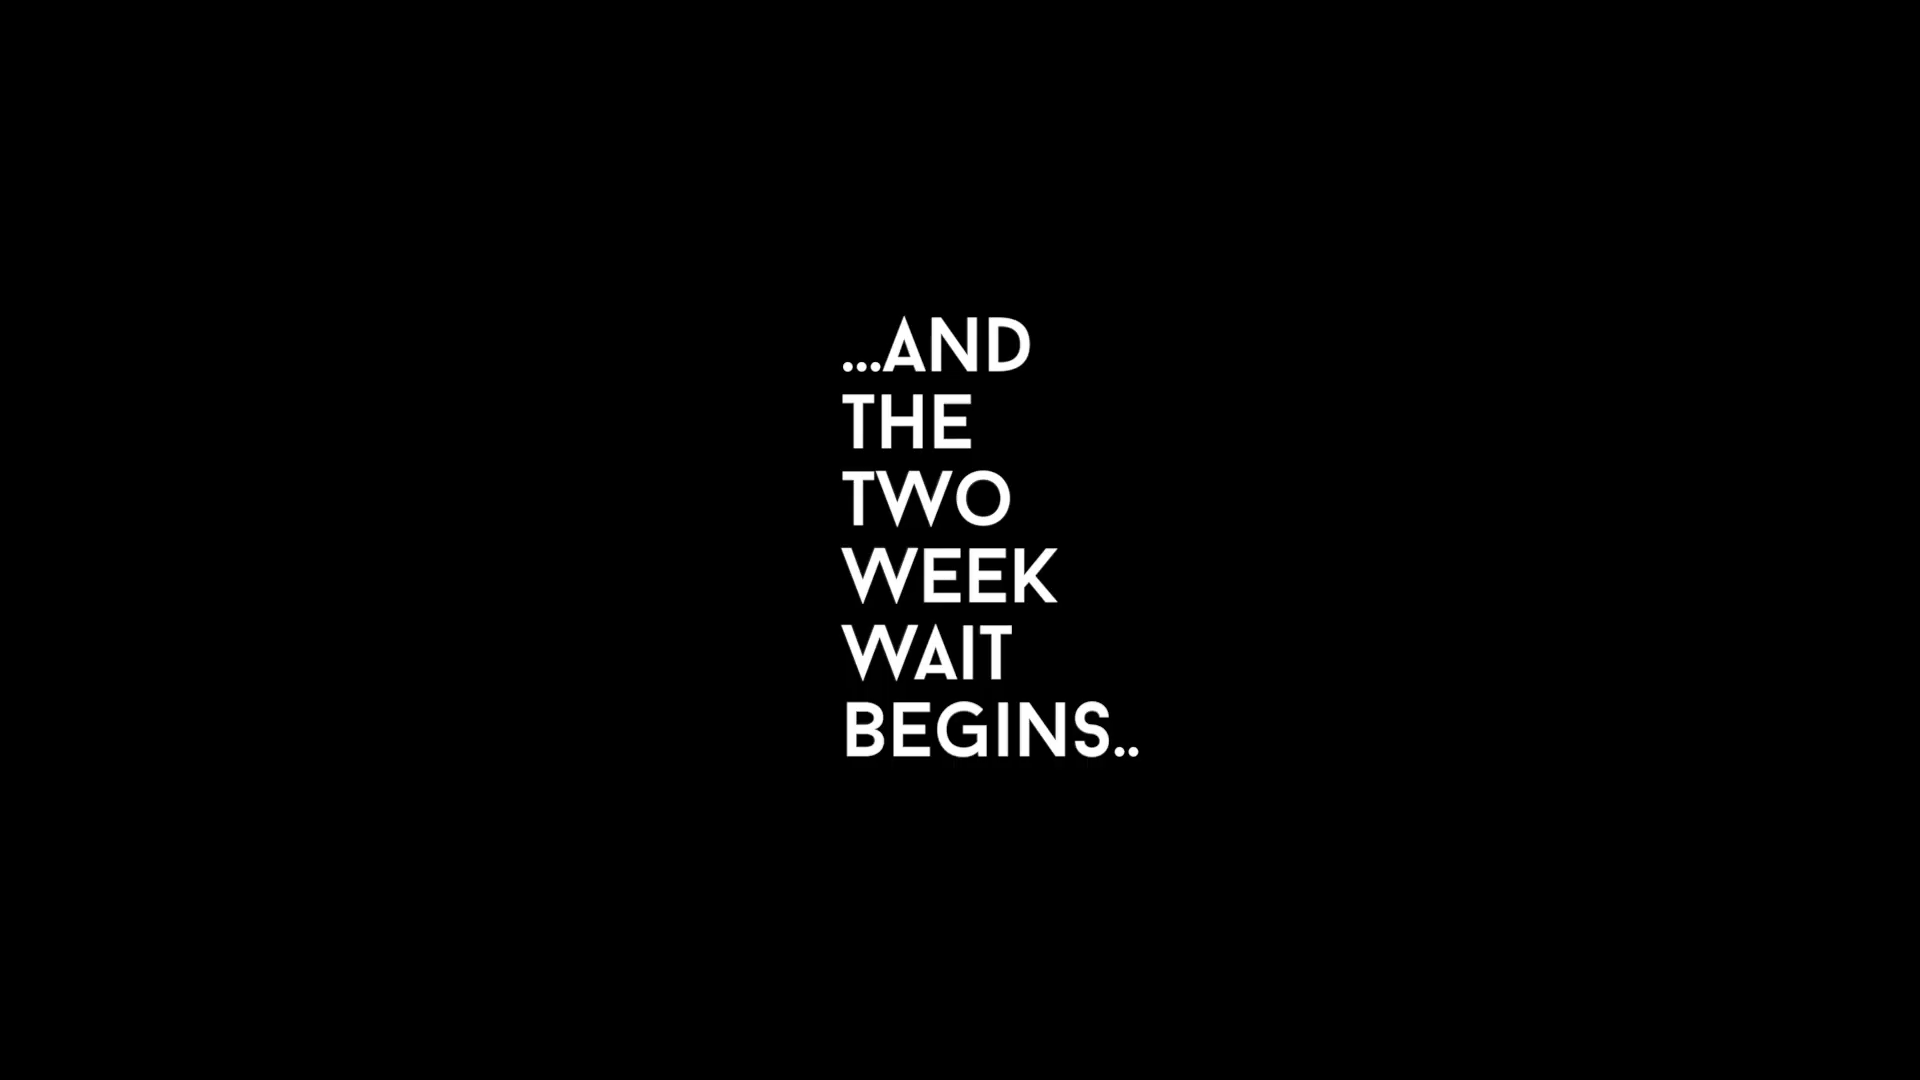 ...AND
THE
TWO
WEEK
WAIT
BEGINS..